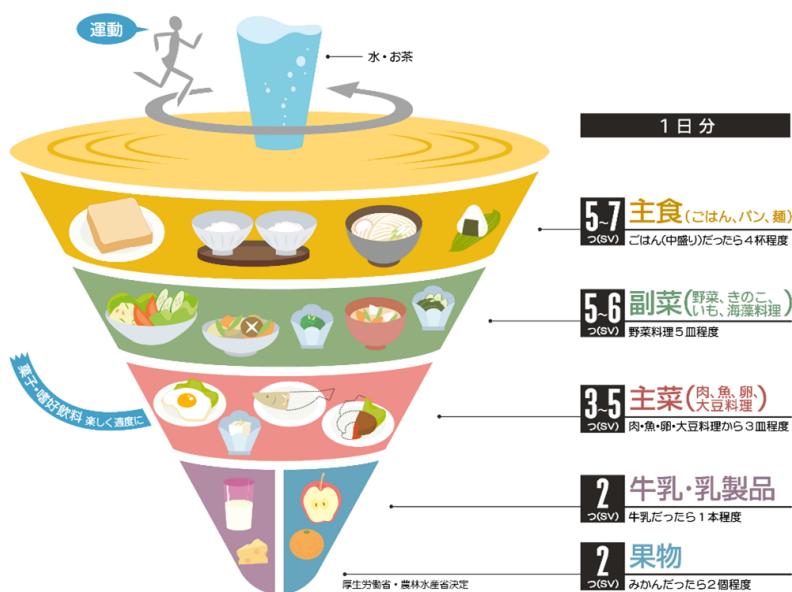 運動
水・お茶
1日分
5~7
つ(SV)
主食(ごはん、パン、麺)
ごはん(中盛り)だったら4杯程度
5~6
つ(SV)
副菜(野菜、きのこ、
いも、海藻料理)
野菜料理5皿程度
菓子・嗜好飲料 楽しく適度に
3~5
つ(SV)
主菜(肉、魚、卵、
大豆料理)
肉・魚・卵・大豆料理から3皿程度
2
つ(SV)
牛乳・乳製品
牛乳だったら1本程度
2
つ(SV)
果物
みかんだったら2個程度
厚生労働省・農林水産省決定